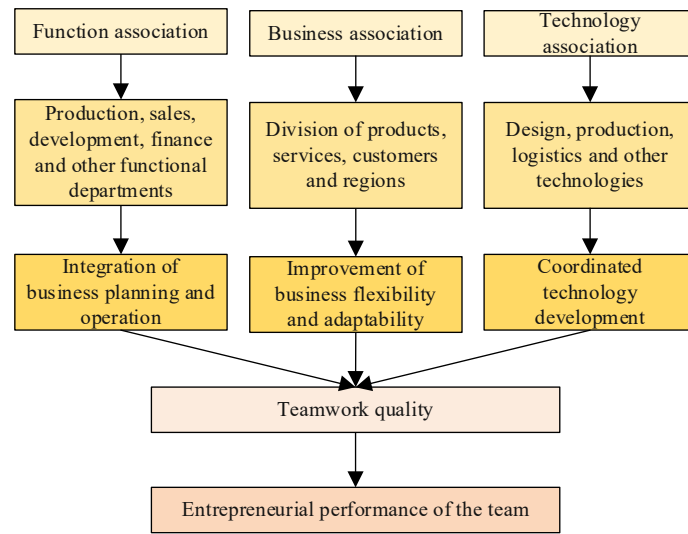 Function association
Business association
Technology
association
Production, sales,
development, finance
and other functional
departments
Division of products,
services, customers
and regions
Design, production,
logistics and other
technologies
Integration of
business planning and
operation
Improvement of
business flexibility
and adaptability
Coordinated
technology
development
Teamwork quality
Entrepreneurial performance of the team